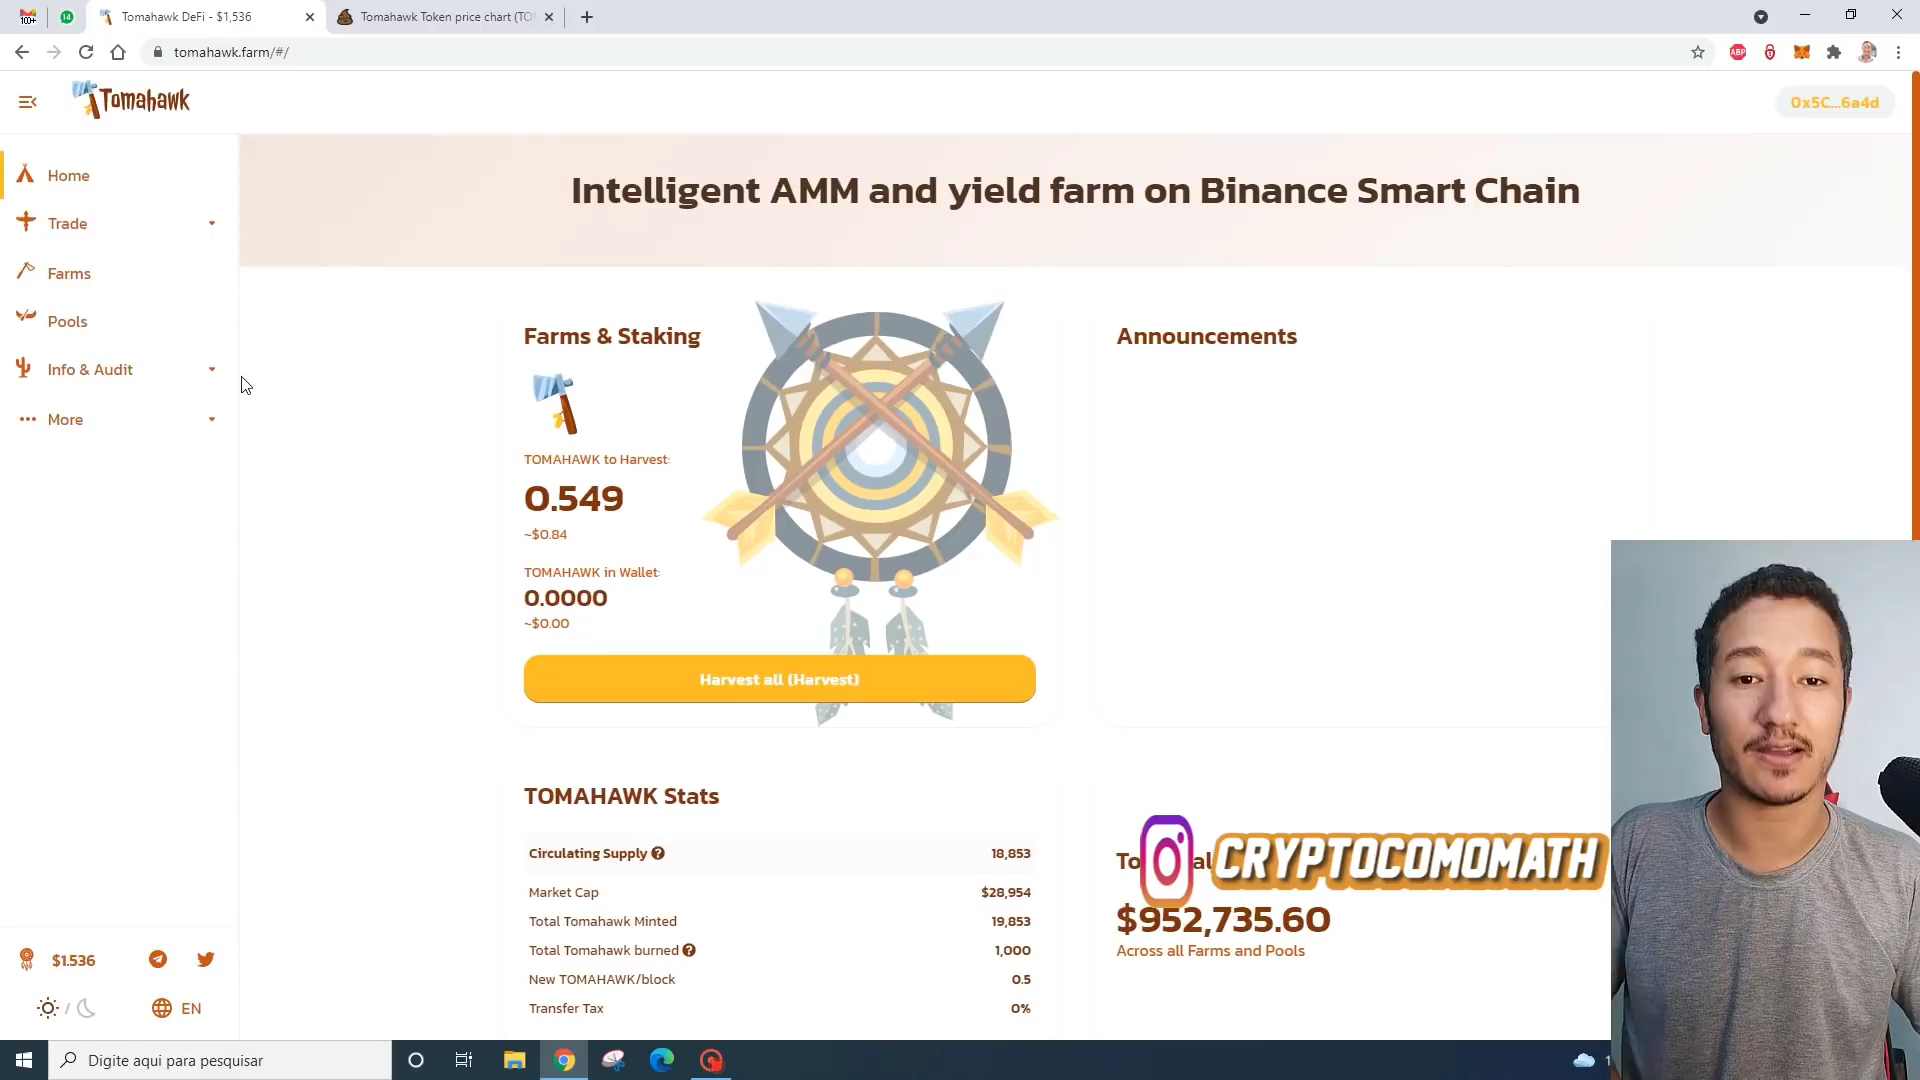 100+
14
Tomahawk DeFi - $1,536
Tomahawk Token price chart (TO
tomahawk.farm/#/
ABP
Tomahawk
0x5C...6a4d
Home
Trade
Farms
Pools
Info & Audit
More
Intelligent AMM and yield farm on Binance Smart Chain
Farms & Staking
TOMAHAWK to Harvest:
0.549
~$0.84
TOMAHAWK in Wallet:
0.0000
~$0.00
Harvest all (Harvest)
Announcements
TOMAHAWK Stats
Circulating Supply 18,853
Market Cap $28,954
Total Tomahawk Minted 19,853
Total Tomahawk burned 1,000
New TOMAHAWK/block 0.5
Transfer Tax 0%
CRYPTOCOMOMATH
$952,735.60
Across all Farms and Pools
$1.536
EN
Digite aqui para pesquisar